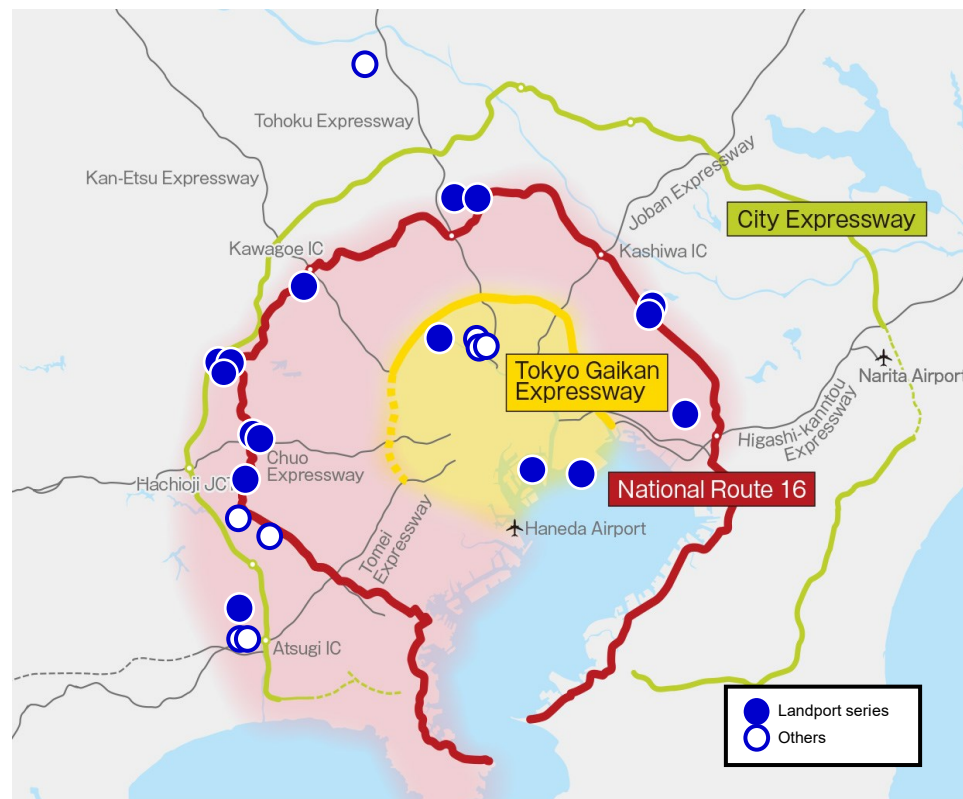 Tohoku Expressway
Kan-Etsu Expressway
Joban Expressway
City Expressway
Kawagoe IC
Kashiwa IC
Tokyo Gaikan
Expressway
Narita Airport
Higashi-kanntou
Expressway
Chuo
Expressway
Hachioji JCT
National Route 16
Haneda Airport
Tomei
Expressway
Atsugi IC
Landport series
Others